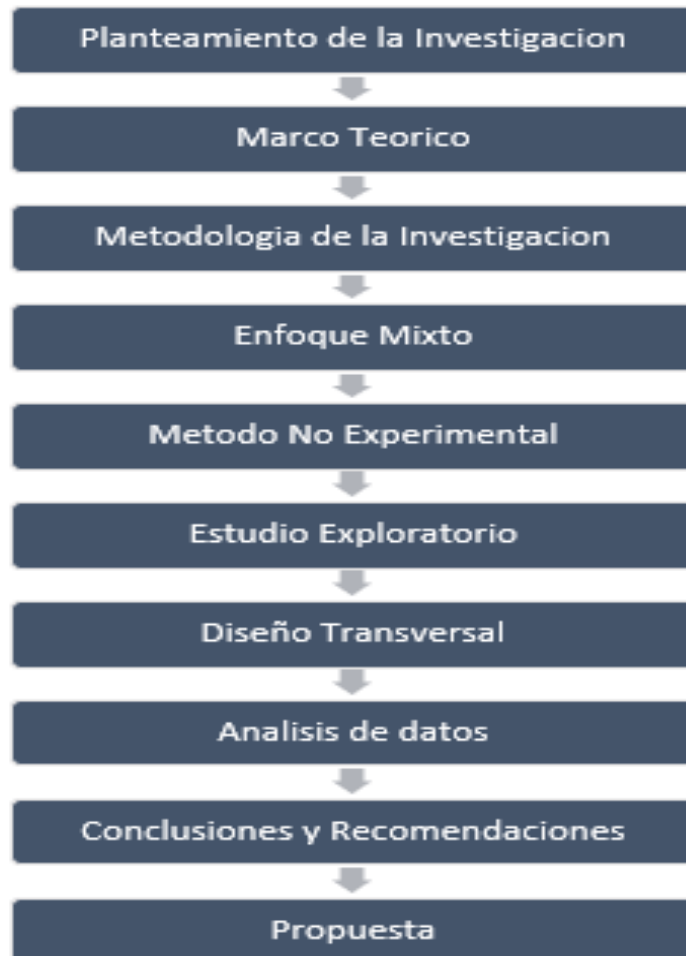 Planteamiento de la Investigacion
Marco Teorico
Metodologia de la Investigacion
Enfoque Mixto
Metodo No Experimental
Estudio Exploratorio
Diseño Transversal
Analisis de datos
Conclusiones y Recomendaciones
Propuesta